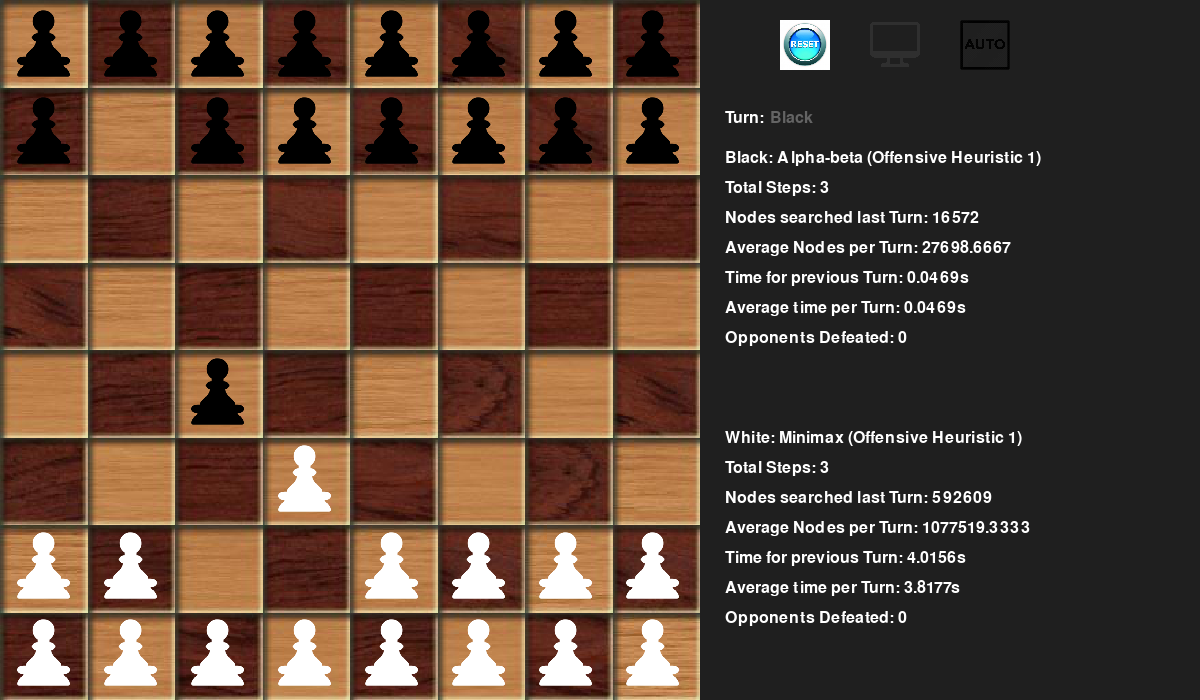 RESET
AUTO
Turn: Black
Black: Alpha-beta (Offensive Heuristic 1)
Total Steps: 3
Nodes searched last Turn: 16572
Average Nodes per Turn: 27698.6667
Time for previous Turn: 0.0469s
Average time per Turn: 0.0469s
Opponents Defeated: 0
White: Minimax (Offensive Heuristic 1)
Total Steps: 3
Nodes searched last Turn: 592609
Average Nodes per Turn: 1077519.3333
Time for previous Turn: 4.0156s
Average time per Turn: 3.8177s
Opponents Defeated: 0